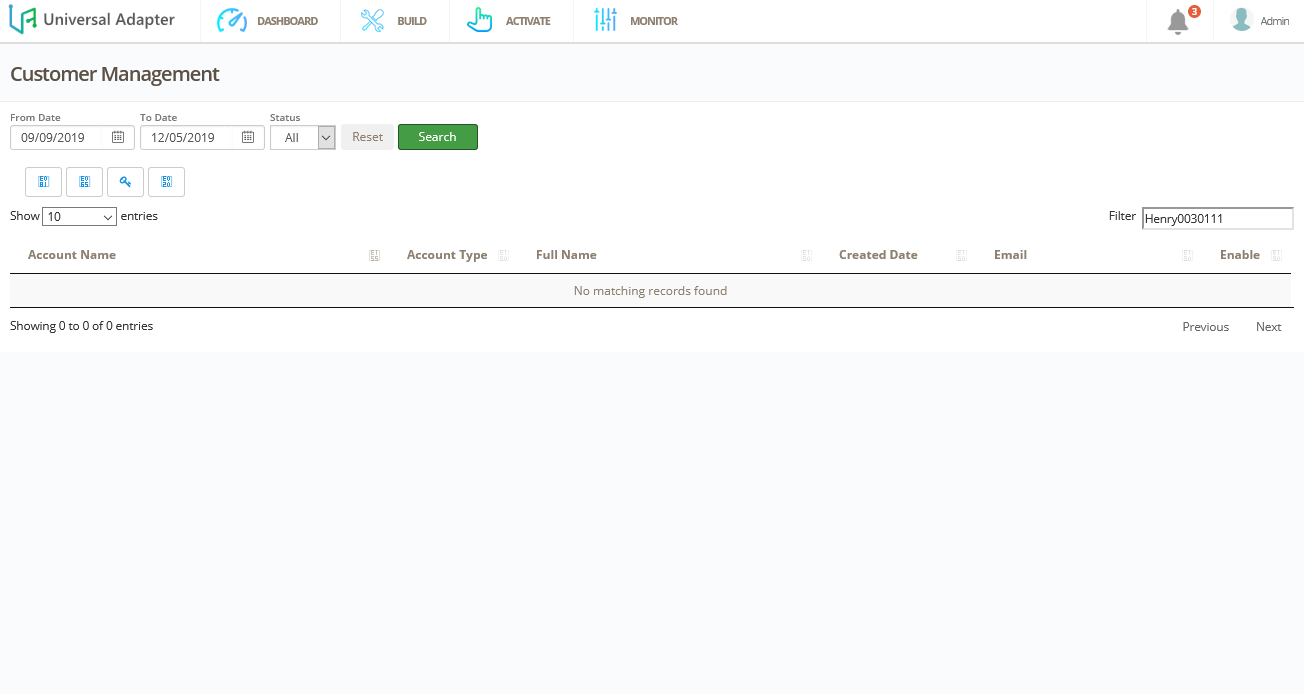 Universal Adapter DASHBOARD BUILD ACTIVATE MONITOR 3 Admin
Customer Management
From Date To Date Status
09/09/2019 12/05/2019 All Reset Search
Show 10 entries Filter Henry0030111
Account Name Account Type Full Name Created Date Email Enable
No matching records found
Showing 0 to 0 of 0 entries Previous Next